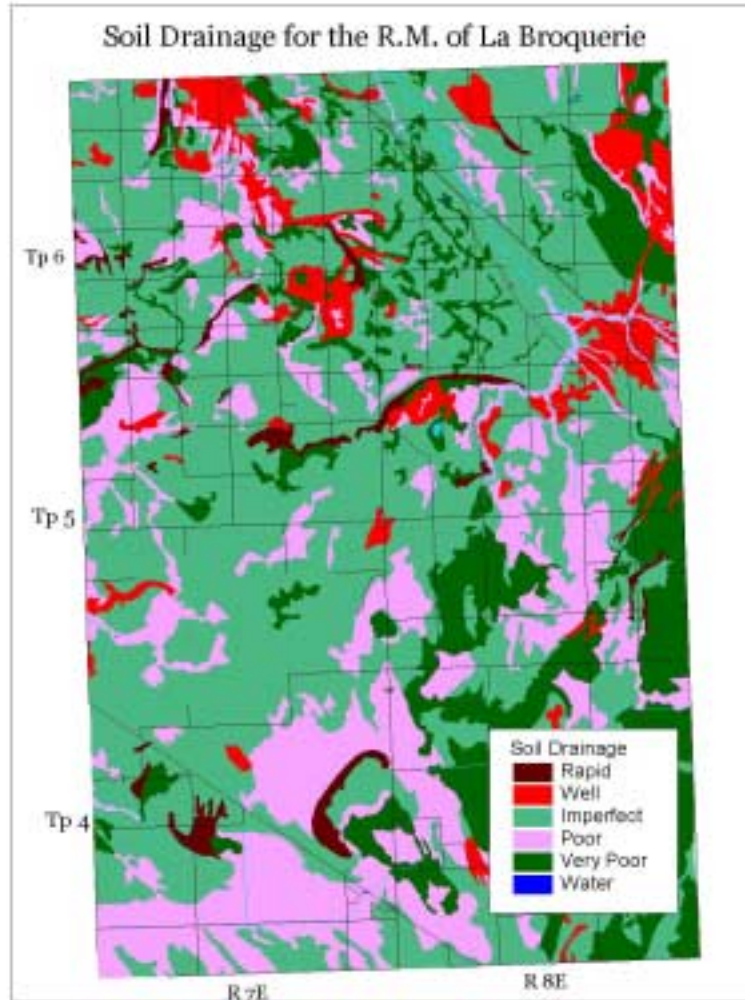 Soil Drainage for the R.M. of La Broquerie
Tp 6
Tp 5
Tp 4
Soil Drainage
Rapid
Well
Imperfect
Poor
Very Poor
Water
R 7E
R 8E